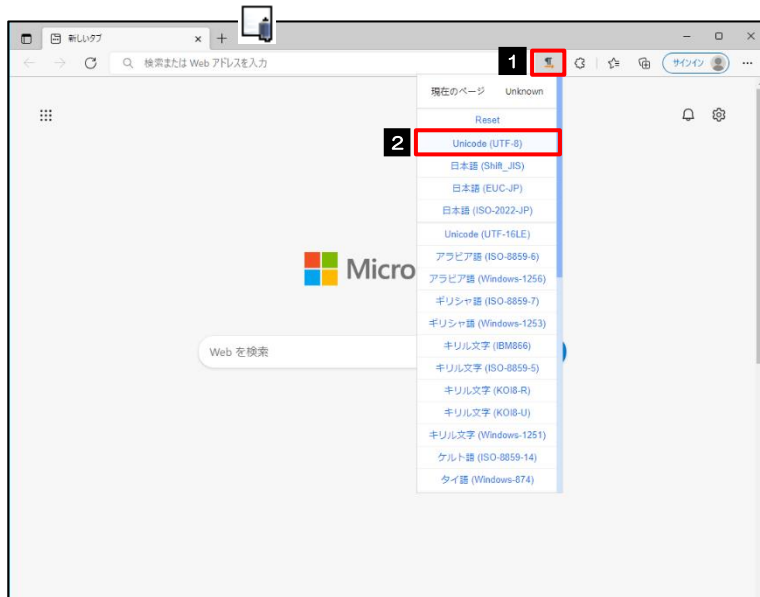 新しいタブ
検索または Web アドレスを入力
1
サインイン
現在のページ Unknown
Reset
2
Unicode (UTF-8)
日本語 (Shift_JIS)
日本語 (EUC-JP)
日本語 (ISO-2022-JP)
Unicode (UTF-16LE)
アラビア語 (ISO-8859-6)
アラビア語 (Windows-1256)
ギリシャ語 (ISO-8859-7)
ギリシャ語 (Windows-1253)
キリル文字 (IBM866)
キリル文字 (ISO-8859-5)
キリル文字 (KOI8-R)
キリル文字 (KOI8-U)
キリル文字 (Windows-1251)
ケルト語 (ISO-8859-14)
タイ語 (Windows-874)
Micro
Web を検索